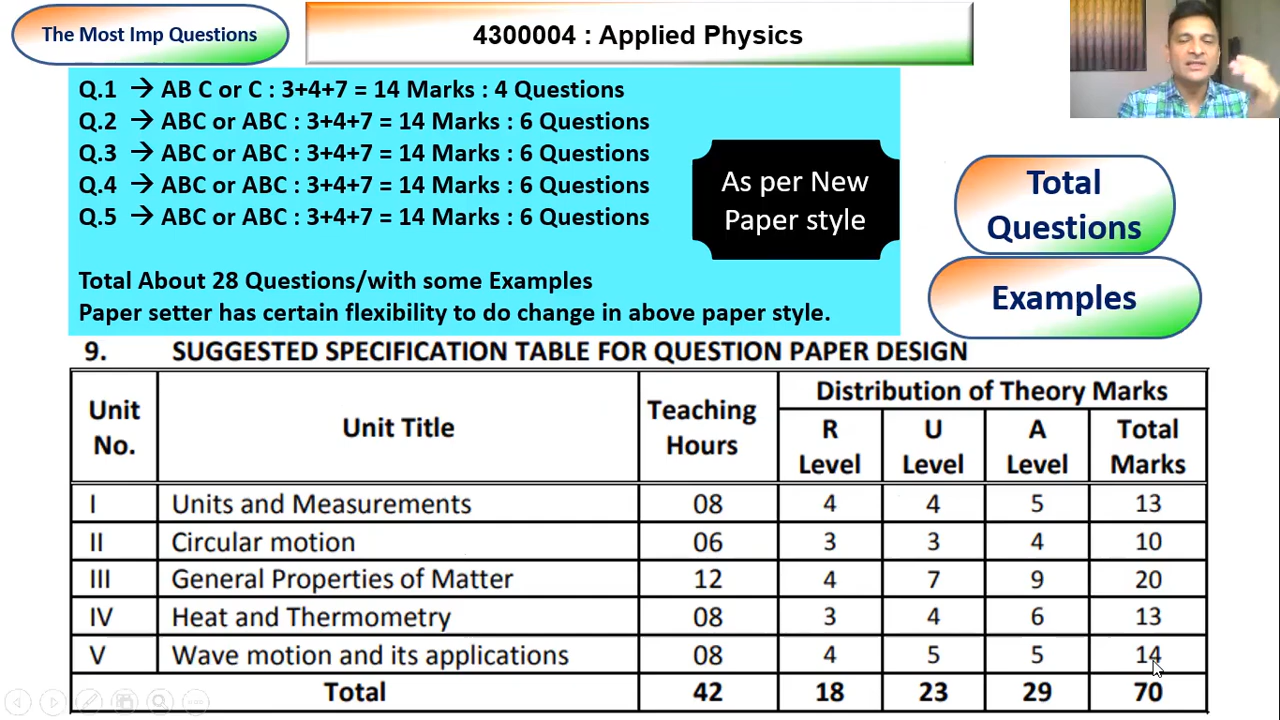 The Most Imp Questions
4300004 : Applied Physics
Q.1 → AB C or C : 3+4+7 = 14 Marks : 4 Questions
Q.2 → ABC or ABC : 3+4+7 = 14 Marks : 6 Questions
Q.3 → ABC or ABC : 3+4+7 = 14 Marks : 6 Questions
Q.4 → ABC or ABC : 3+4+7 = 14 Marks : 6 Questions
Q.5 → ABC or ABC : 3+4+7 = 14 Marks : 6 Questions
Total About 28 Questions/with some Examples
Paper setter has certain flexibility to do change in above paper style.
As per New
Paper style
Total
Questions
Examples
9. SUGGESTED SPECIFICATION TABLE FOR QUESTION PAPER DESIGN
Unit No. Unit Title Teaching Hours Distribution of Theory Marks
R Level U Level A Level Total Marks
I Units and Measurements 08 4 4 5 13
II Circular motion 06 3 3 4 10
III General Properties of Matter 12 4 7 9 20
IV Heat and Thermometry 08 3 4 6 13
V Wave motion and its applications 08 4 5 5 14
Total 42 18 23 29 70